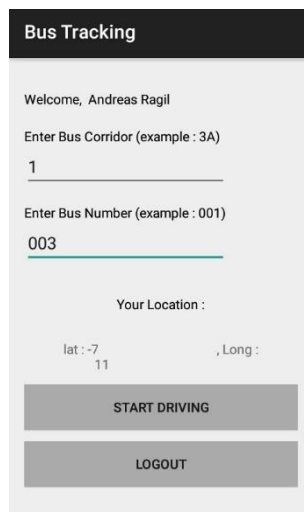 Bus Tracking
Welcome, Andreas Ragil
Enter Bus Corridor (example : 3A)
1
Enter Bus Number (example : 001)
003
Your Location :
lat : -7 , Long :
11
START DRIVING
LOGOUT